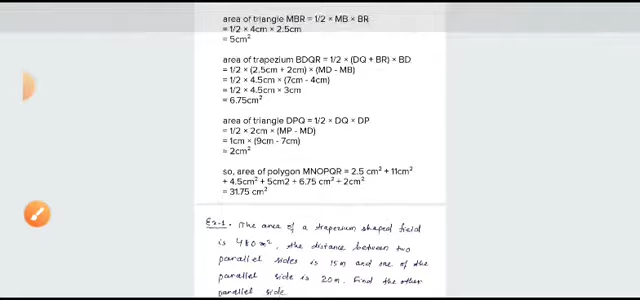 area of triangle MBR = 1/2 × MB × BR
= 1/2 × 4cm × 2.5cm
= 5cm²
area of trapezium BDQR = 1/2 × (DQ + BR) × BD
= 1/2 × (2.5cm + 2cm) × (MD - MB)
= 1/2 × 4.5cm × (7cm - 4cm)
= 1/2 × 4.5cm × 3cm
= 6.75cm²
area of triangle DPQ = 1/2 × DQ × DP
= 1/2 × 2cm × (MP - MD)
= 1cm × (9cm - 7cm)
= 2cm²
so, area of polygon MNOPQR = 2.5 cm² + 11cm²
+ 4.5cm² + 5cm2 + 6.75 cm² + 2cm²
= 31.75 cm²
Ex-1. The area of a trapezium shaped field
is 480 m², the distance between two
parallel sides is 15m and one of the
parallel side is 20m. Find the other
parallel side.